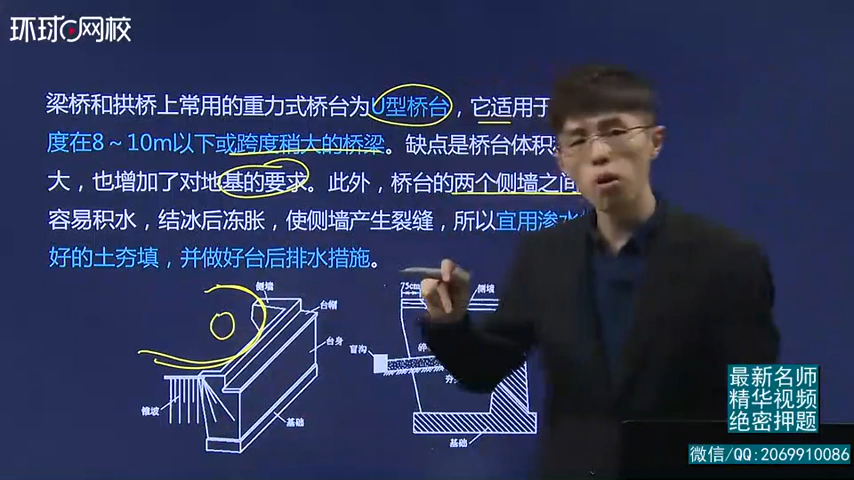 环球网校
梁桥和拱桥上常用的重力式桥台为U型桥台，它适用于
度在8～10m以下或跨度稍大的桥梁。缺点是桥台体积
大，也增加了对地基的要求。此外，桥台的两个侧墙之间
容易积水，结冰后冻胀，使侧墙产生裂缝，所以宜用渗水
好的土夯填，并做好台后排水措施。
侧墙
台帽
台身
锥坡
基础
75cm
侧墙
盲沟
碎
夯
基础
最新名师
精华视频
绝密押题
微信/QQ:2069910086